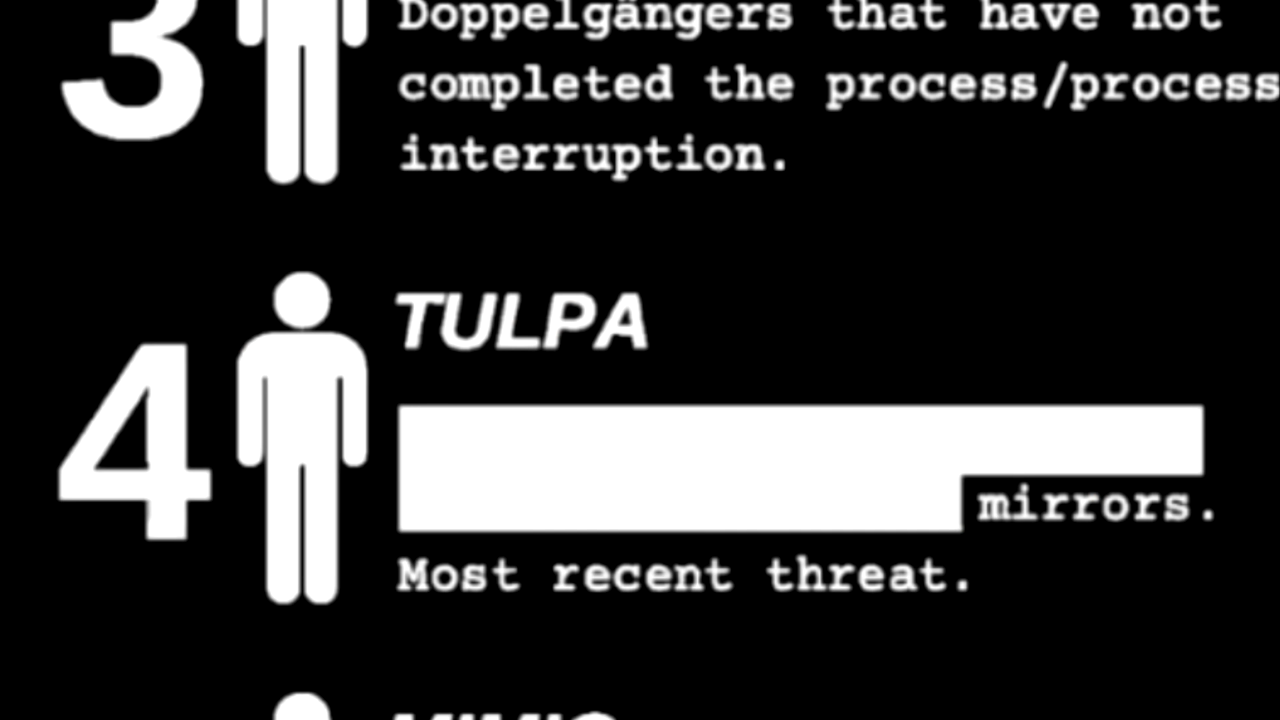 3
Doppelgängers that have not
completed the process/process
interruption.
4
TULPA
mirrors.
Most recent threat.